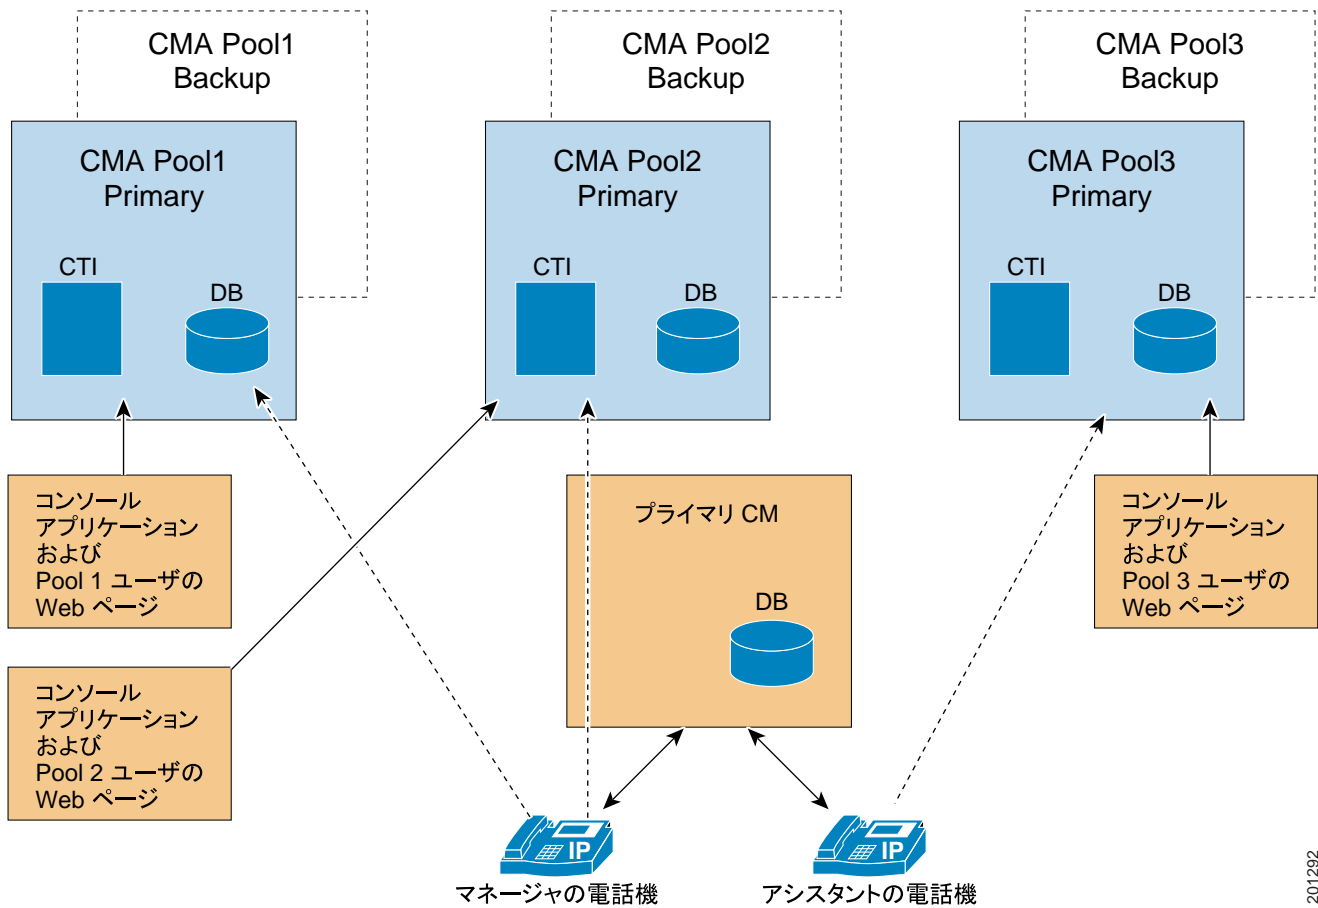 CMA Pool1
Backup
CMA Pool2
Backup
CMA Pool3
Backup
CMA Pool1
Primary
CMA Pool2
Primary
CMA Pool3
Primary
CTI
DB
CTI
DB
CTI
DB
コンソール
アプリケーション
および
Pool 1 ユーザの
Web ページ
プライマリ CM
DB
コンソール
アプリケーション
および
Pool 3 ユーザの
Web ページ
コンソール
アプリケーション
および
Pool 2 ユーザの
Web ページ
IP
IP
マネージャの電話機
アシスタントの電話機
201292